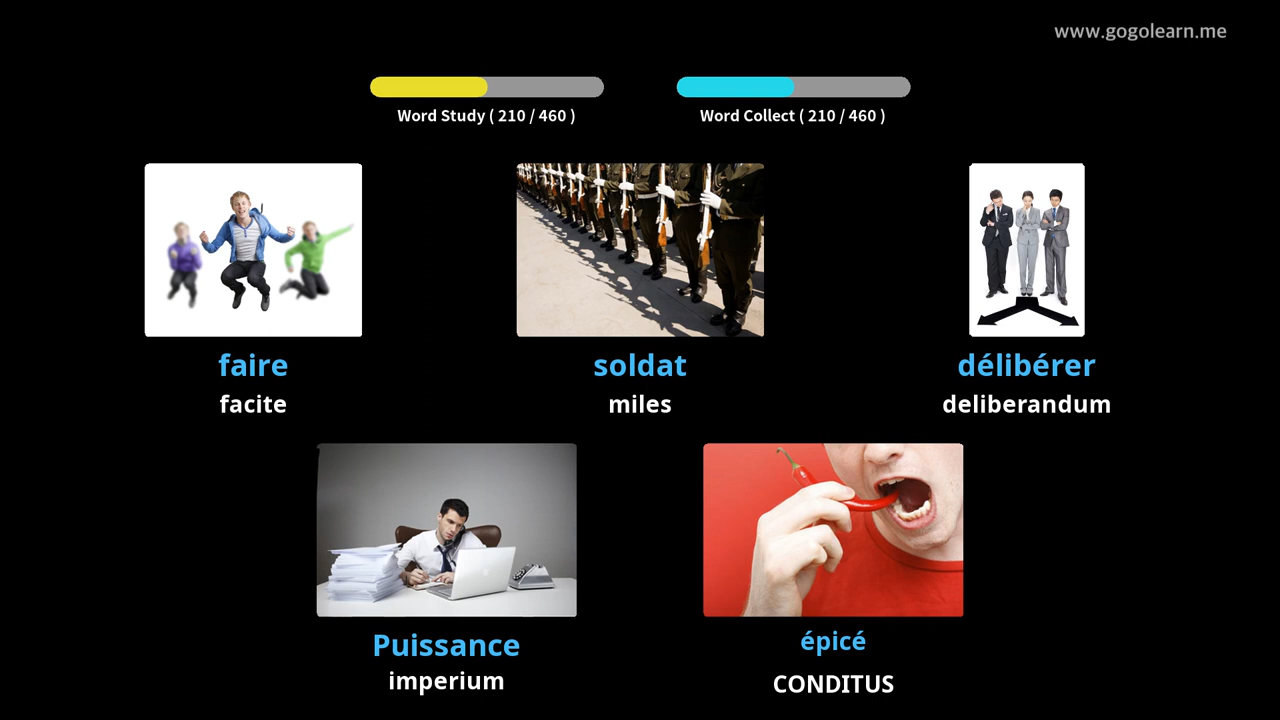 www.gogolearn.me
Word Study ( 210 / 460 )
Word Collect ( 210 / 460 )
faire
facite
soldat
miles
délibérer
deliberandum
Puissance
imperium
épicé
CONDITUS